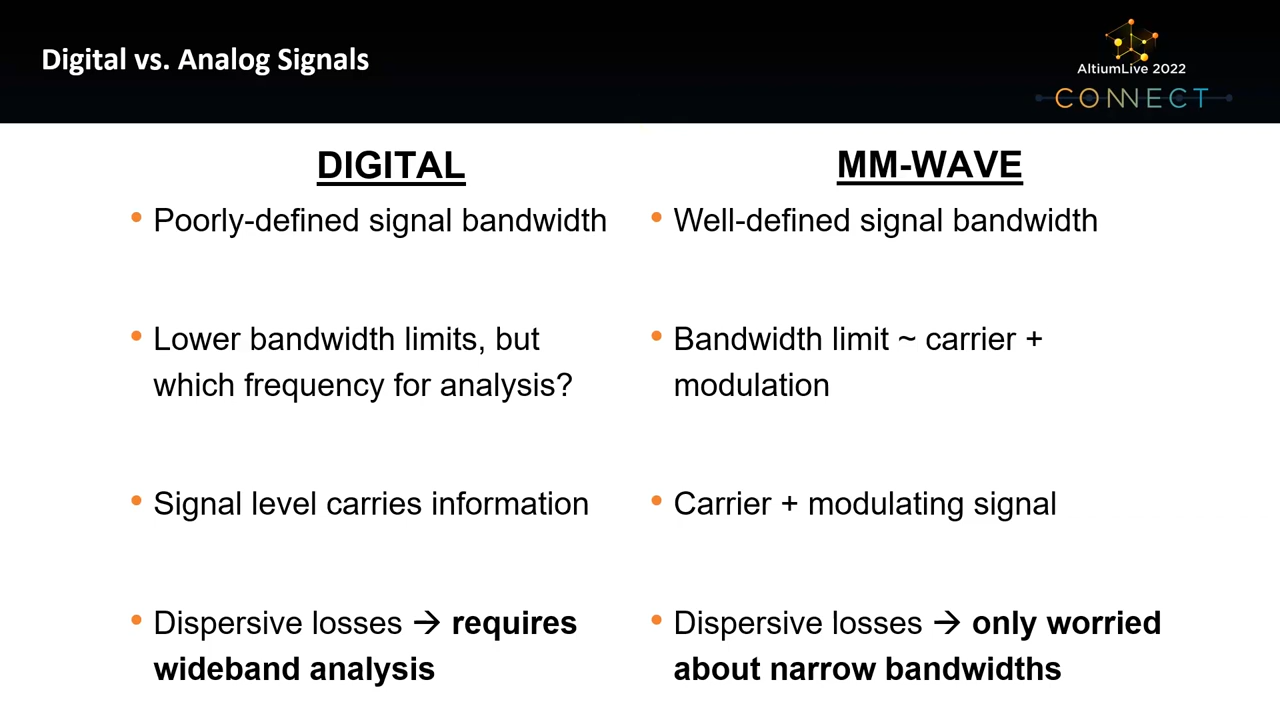 Digital vs. Analog Signals
AltiumLive 2022
CONNECT
DIGITAL
• Poorly-defined signal bandwidth
• Lower bandwidth limits, but
which frequency for analysis?
• Signal level carries information
• Dispersive losses → requires
wideband analysis
MM-WAVE
• Well-defined signal bandwidth
• Bandwidth limit ~ carrier +
modulation
• Carrier + modulating signal
• Dispersive losses → only worried
about narrow bandwidths